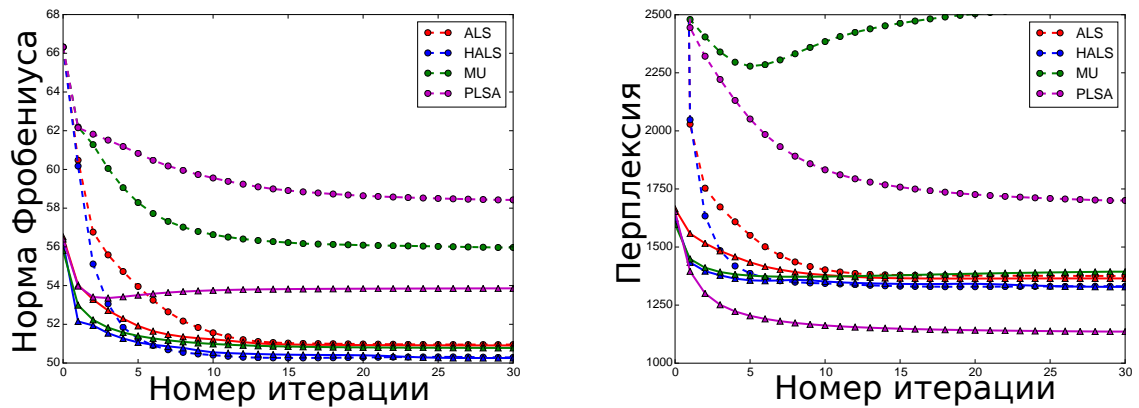 Норма Фробениуса
68
66
64
62
60
58
56
54
52
50
0 5 10 15 20 25 30
Номер итерации
ALS
HALS
MU
PLSA
Перплексия
2500
2250
2000
1750
1500
1250
1000
0 5 10 15 20 25 30
Номер итерации
ALS
HALS
MU
PLSA